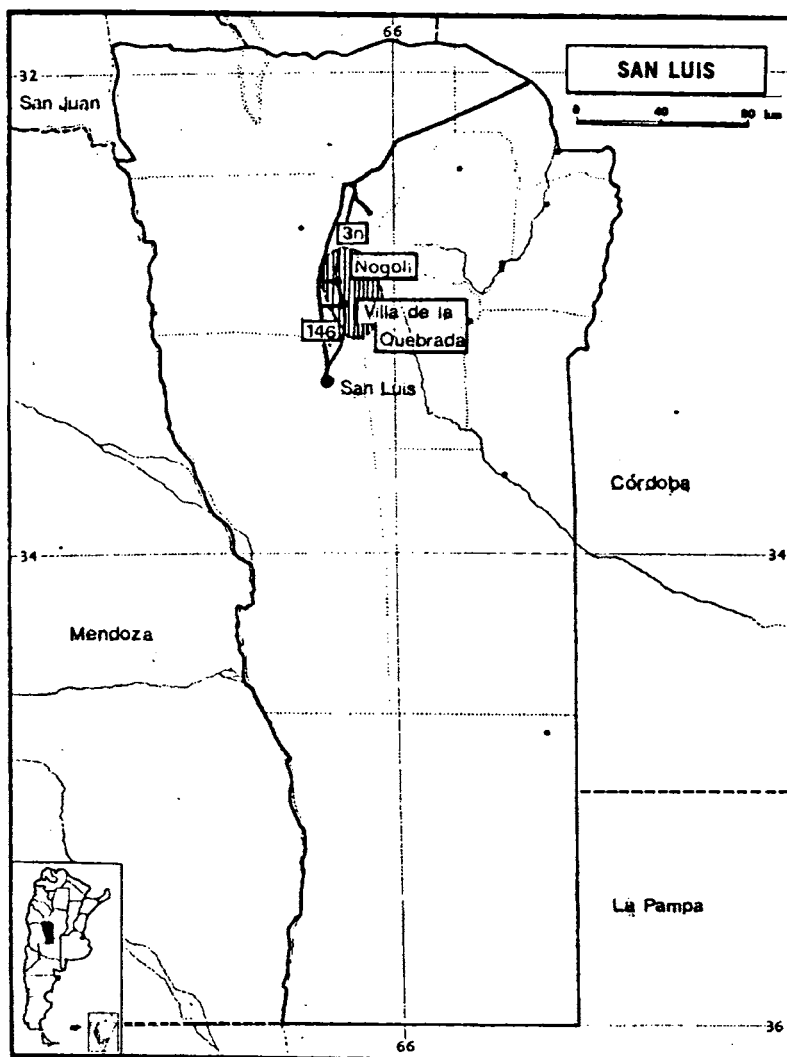 66
32
SAN LUIS
San Juan
0 40 80 km
3n
Nogoli
Villa de la
Quebrada
146
San Luis
Córdoba
34
34
Mendoza
La Pampa
36
66